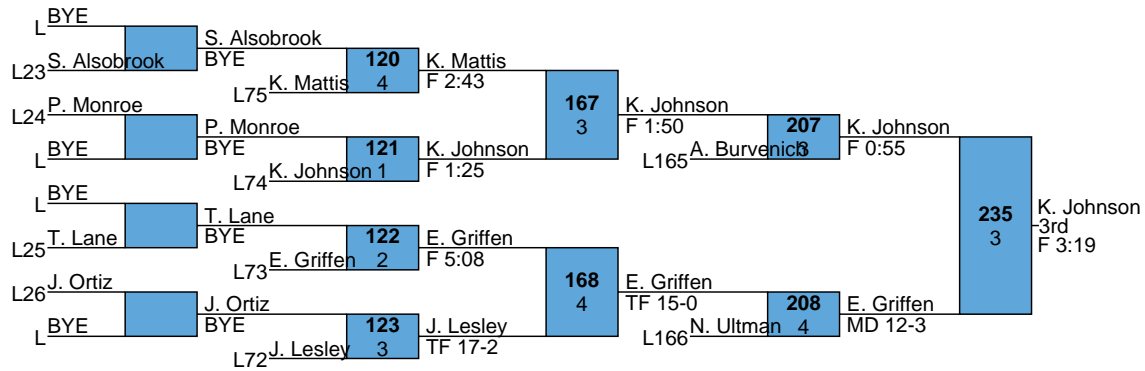 BYE
L
S. Alsobrook
BYE
L23
S. Alsobrook
120
4
K. Mattis
F 2:43
L75
K. Mattis
L24
P. Monroe
P. Monroe
BYE
L
BYE
121
1
K. Johnson
F 1:25
L74
K. Johnson
167
3
K. Johnson
F 1:50
L165
A. Burvenich
207
3
K. Johnson
F 0:55
L
BYE
T. Lane
BYE
L25
T. Lane
122
2
E. Griffen
F 5:08
L73
E. Griffen
L26
J. Ortiz
J. Ortiz
BYE
L
BYE
123
3
J. Lesley
TF 17-2
L72
J. Lesley
168
4
E. Griffen
TF 15-0
L166
N. Ultman
208
4
E. Griffen
MD 12-3
235
3
K. Johnson
3rd
F 3:19